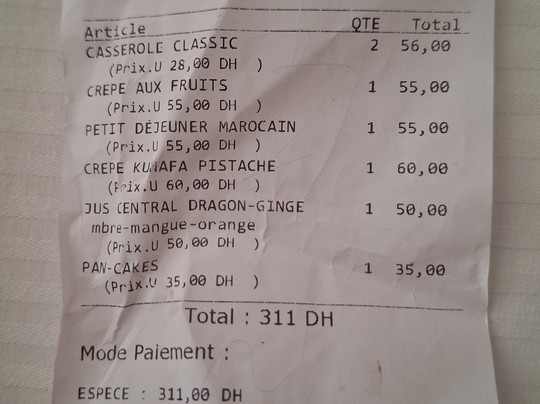 Article QTE Total
CASSEROLE CLASSIC 2 56,00
(Prix.U 28,00 DH )
CREPE AUX FRUITS 1 55,00
(Prix.U 55,00 DH )
PETIT DÉJEUNER MAROCAIN 1 55,00
(Prix.U 55,00 DH )
CREPE KUNAFA PISTACHE 1 60,00
(Prix.U 60,00 DH )
JUS CENTRAL DRAGON-GINGE 1 50,00
mbre-mangue-orange
(Prix.U 50,00 DH )
PAN-CAKES 1 35,00
(Prix.U 35,00 DH )
Total : 311 DH
Mode Paiement :
ESPECE : 311,00 DH